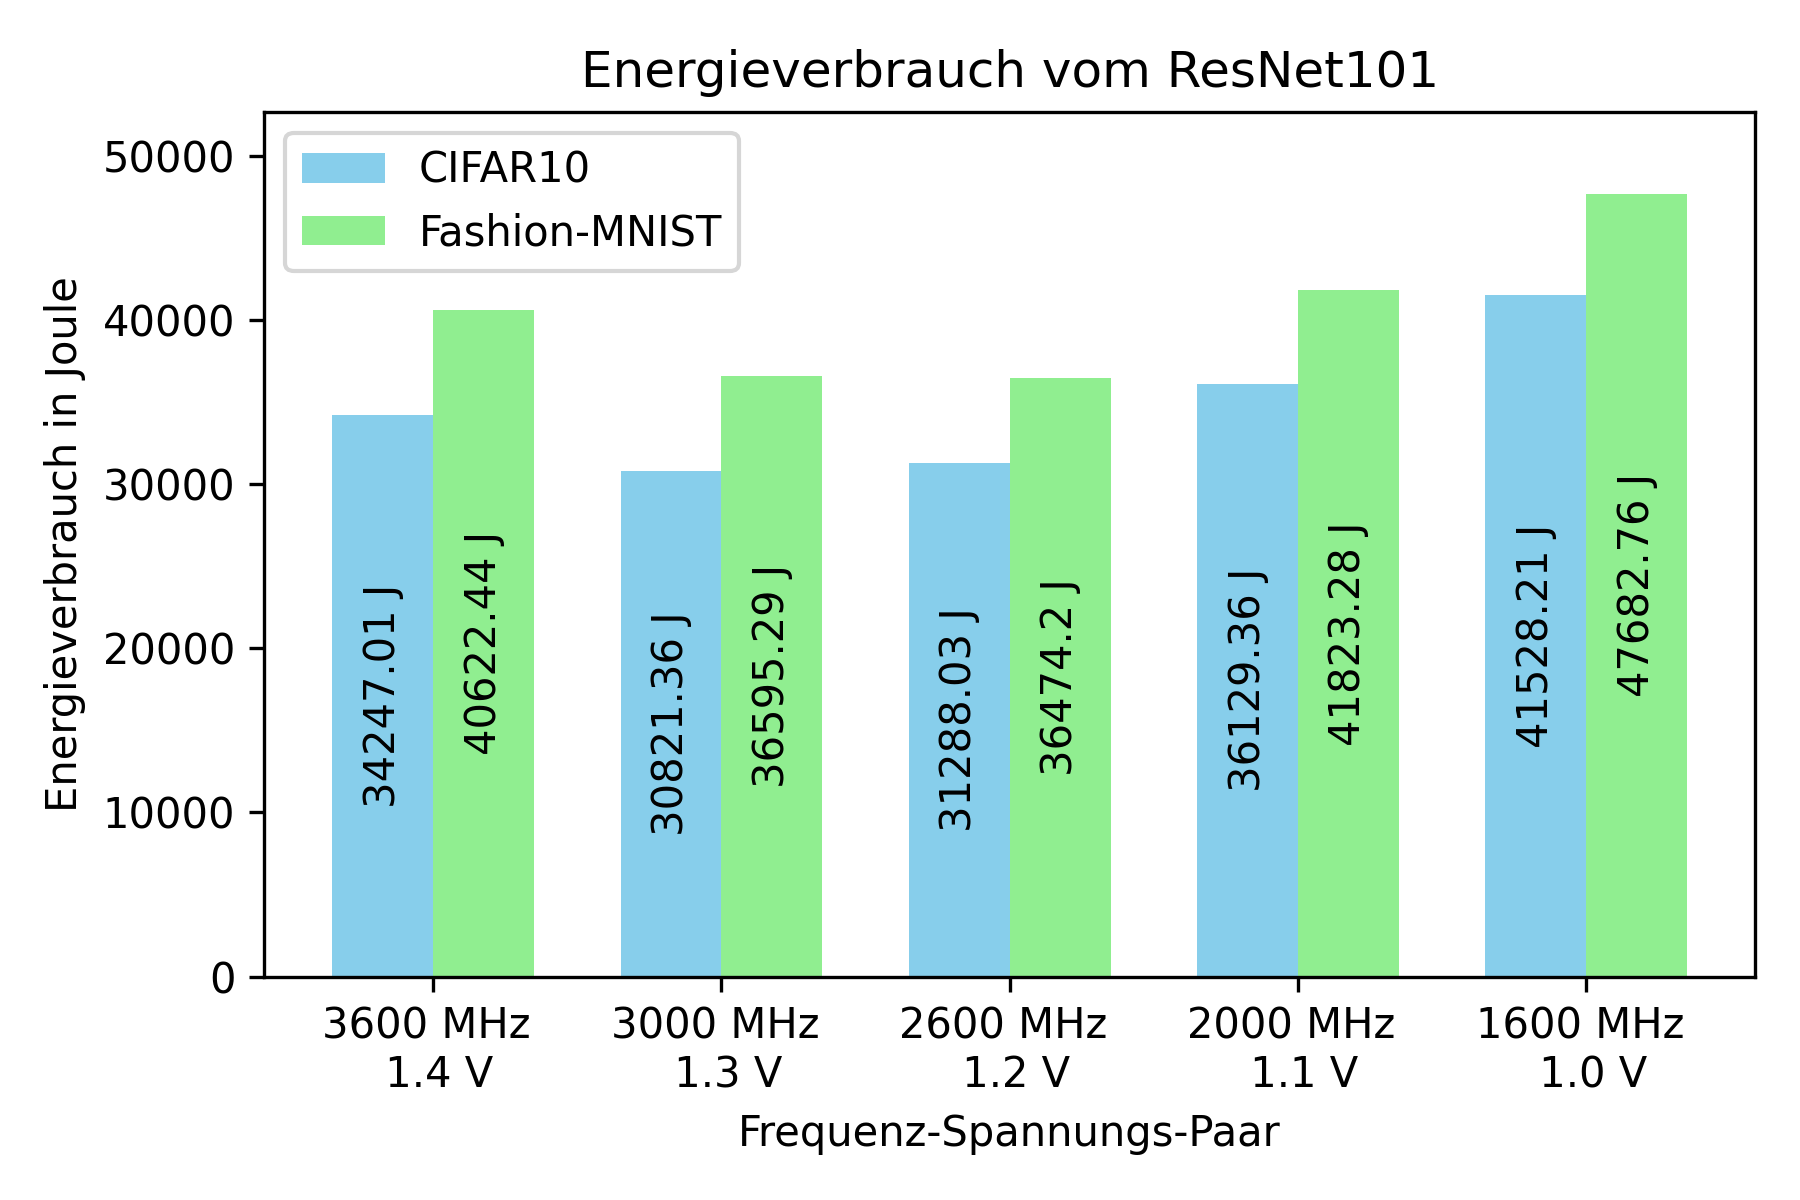 Energieverbrauch vom ResNet101
CIFAR10
Fashion-MNIST
Energieverbrauch in Joule
50000
40000
30000
20000
10000
0
34247.01 J
40622.44 J
30821.36 J
36595.29 J
31288.03 J
36474.2 J
36129.36 J
41823.28 J
41528.21 J
47682.76 J
3600 MHz
1.4 V
3000 MHz
1.3 V
2600 MHz
1.2 V
2000 MHz
1.1 V
1600 MHz
1.0 V
Frequenz-Spannungs-Paar